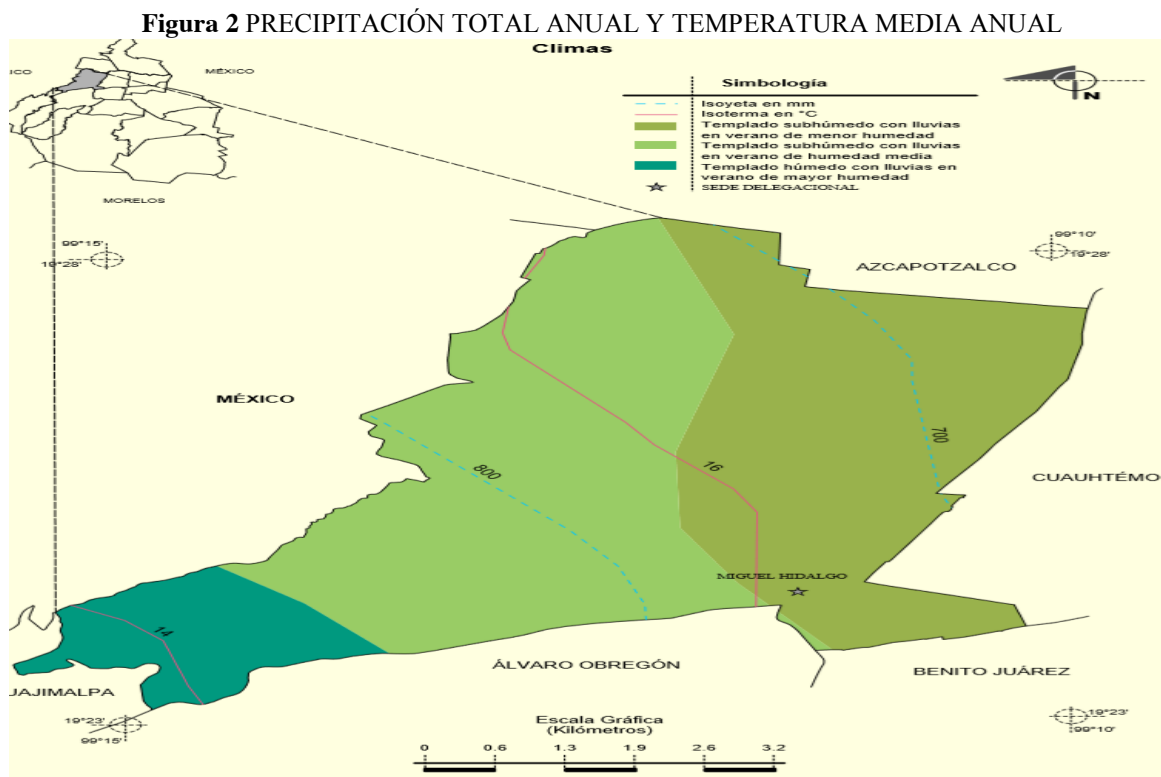 Figura 2 PRECIPITACIÓN TOTAL ANUAL Y TEMPERATURA MEDIA ANUAL
Climas
ICO
MÉXICO
MORELOS
Simbología
Isoyeta en mm
Isoterma en °C
Templado subhúmedo con lluvias
en verano de menor humedad
Templado subhúmedo con lluvias
en verano de humedad media
Templado húmedo con lluvias en
verano de mayor humedad
SEDE DELEGACIONAL
N
99°15'
19°28'
99°10'
19°28'
AZCAPOTZALCO
MÉXICO
800
16
700
CUAUHTÉMO
MIGUEL HIDALGO
14
UAJIMALPA
ÁLVARO OBREGÓN
BENITO JUÁREZ
19°23'
99°15'
19°23'
99°10'
Escala Gráfica
(Kilómetros)
0 0.6 1.3 1.9 2.6 3.2